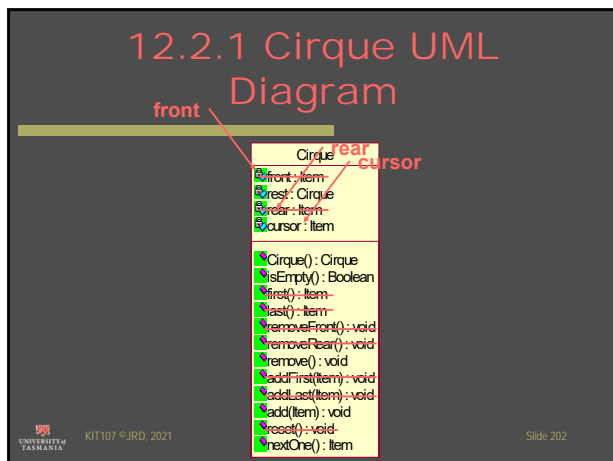 12.2.1 Cirque UML
Diagram
front
rear
cursor
Cirque
front : Item
rest : Cirque
rear : Item
cursor : Item
Cirque() : Cirque
isEmpty() : Boolean
first() : Item
last() : Item
removeFront() : void
removeRear() : void
remove() : void
addFirst(Item) : void
addLast(Item) : void
add(Item) : void
reset() : void
nextOne() : Item
UNIVERSITY of
TASMANIA
KIT107 ©JRD, 2021
Slide 202